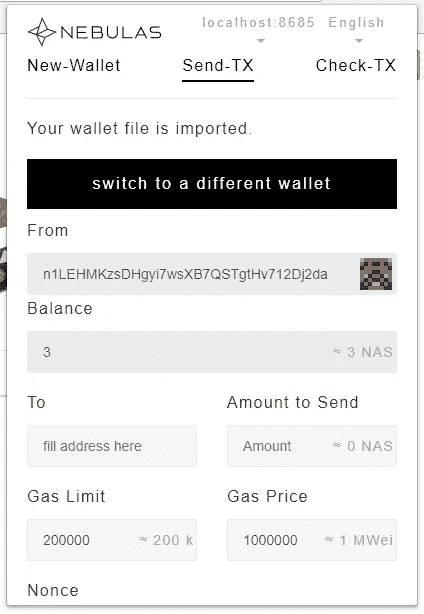 NEBULAS localhost:8685 English
New-Wallet Send-TX Check-TX
Your wallet file is imported.
switch to a different wallet
From
n1LEHMKzsDHgyi7wsXB7QSTgtHv712Dj2da
Balance
3 ≈ 3 NAS
To Amount to Send
fill address here Amount ≈ 0 NAS
Gas Limit Gas Price
200000 ≈ 200 k 1000000 ≈ 1 MWei
Nonce